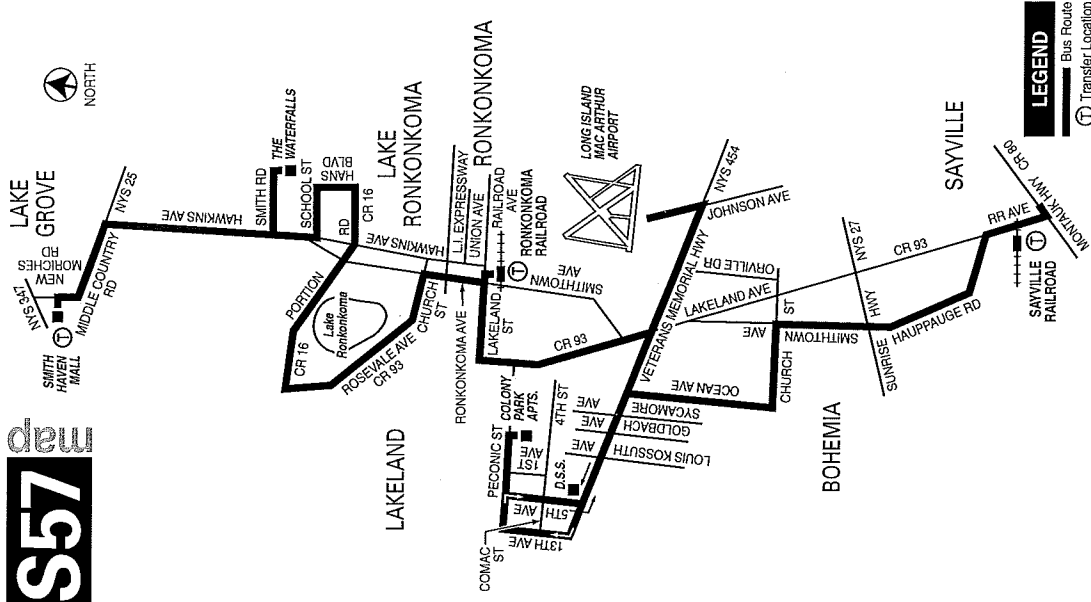 S57
map
LAKE
GROVE
NORTH
NYS 347
NEW
MORICHES
RD
SMITH
HAVEN
MALL
T
MIDDLE COUNTRY
RD
NYS 25
HAWKINS AVE
SMITH RD
THE
WATERFALLS
SCHOOL ST
HANS
BLVD
RD
CR 16
LAKE
RONKONKOMA
PORTION
CR 16
Lake
Ronkonkoma
ROSEVALE AVE
CR 93
CHURCH
ST
HAWKINS AVE
L.I. EXPRESSWAY
UNION AVE
RAILROAD
AVE
RONKONKOMA
RONKONKOMA
RAILROAD
T
RONKONKOMA AVE
LAKELAND
ST
SMITHTOWN
AVE
LAKELAND
COLONY
PARK
APTS.
PECONIC ST
1ST
AVE
4TH ST
D.S.S.
5TH
AVE
13TH AVE
COMAC
ST
CR 93
LONG ISLAND
MAC ARTHUR
AIRPORT
VETERANS MEMORIAL HWY
NYS 454
JOHNSON AVE
SYCAMORE
AVE
GOLDBACH
AVE
LOUIS KOSSUTH
AVE
OCEAN AVE
CHURCH
ST
ORVILLE DR
LAKELAND AVE
SMITHTOWN
AVE
BOHEMIA
SUNRISE
HWY
NYS 27
CR 93
HAUPPAUGE RD
SAYVILLE
RR AVE
SAYVILLE
RAILROAD
T
MONTAUK HWY CR 80
LEGEND
Bus Route
T Transfer Location